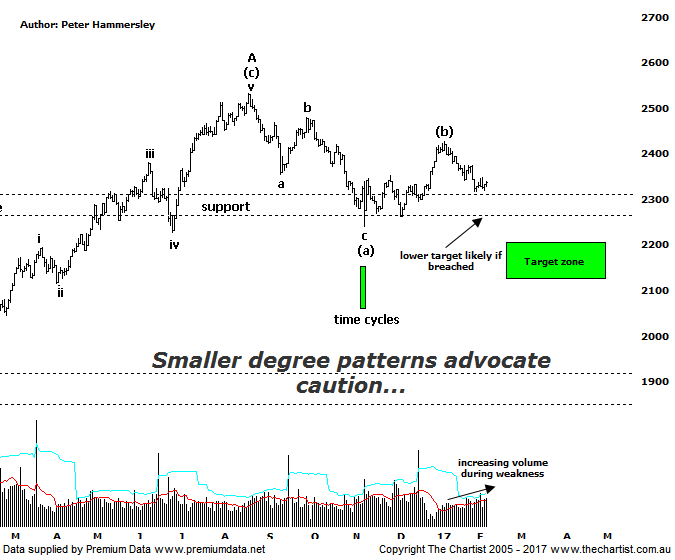 2700
Author: Peter Hammersley
2600
A
(c)
v
2500
b
(b)
2400
iii
a
2300
support
e
iv
2200
i
c
(a)
lower target likely if
breached
Target zone
ii
2100
time cycles
2000
Smaller degree patterns advocate
caution...
1900
increasing volume
during weakness
M A M J J A S O N D 17 F M A M
Data supplied by Premium Data www.premiumdata.net
Copyright The Chartist 2005 - 2017 www.thechartist.com.au